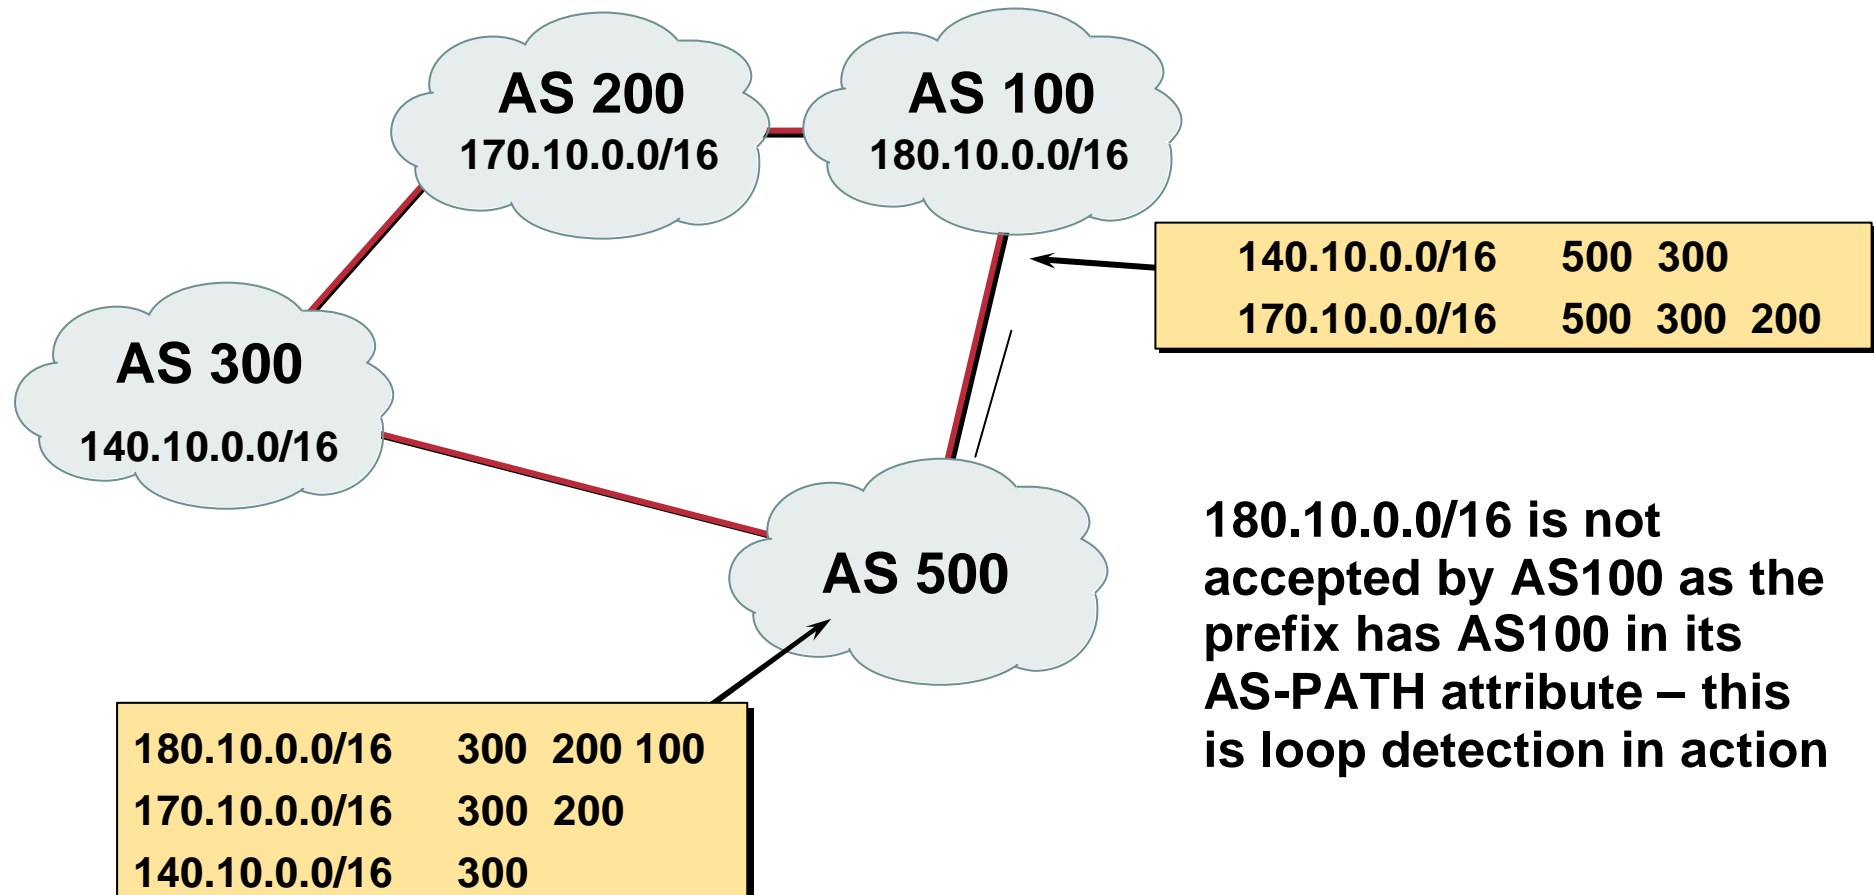 AS 200
170.10.0.0/16
AS 100
180.10.0.0/16
140.10.0.0/16 500 300
170.10.0.0/16 500 300 200
AS 300
140.10.0.0/16
AS 500
180.10.0.0/16 is not
accepted by AS100 as the
prefix has AS100 in its
AS-PATH attribute – this
is loop detection in action
180.10.0.0/16 300 200 100
170.10.0.0/16 300 200
140.10.0.0/16 300